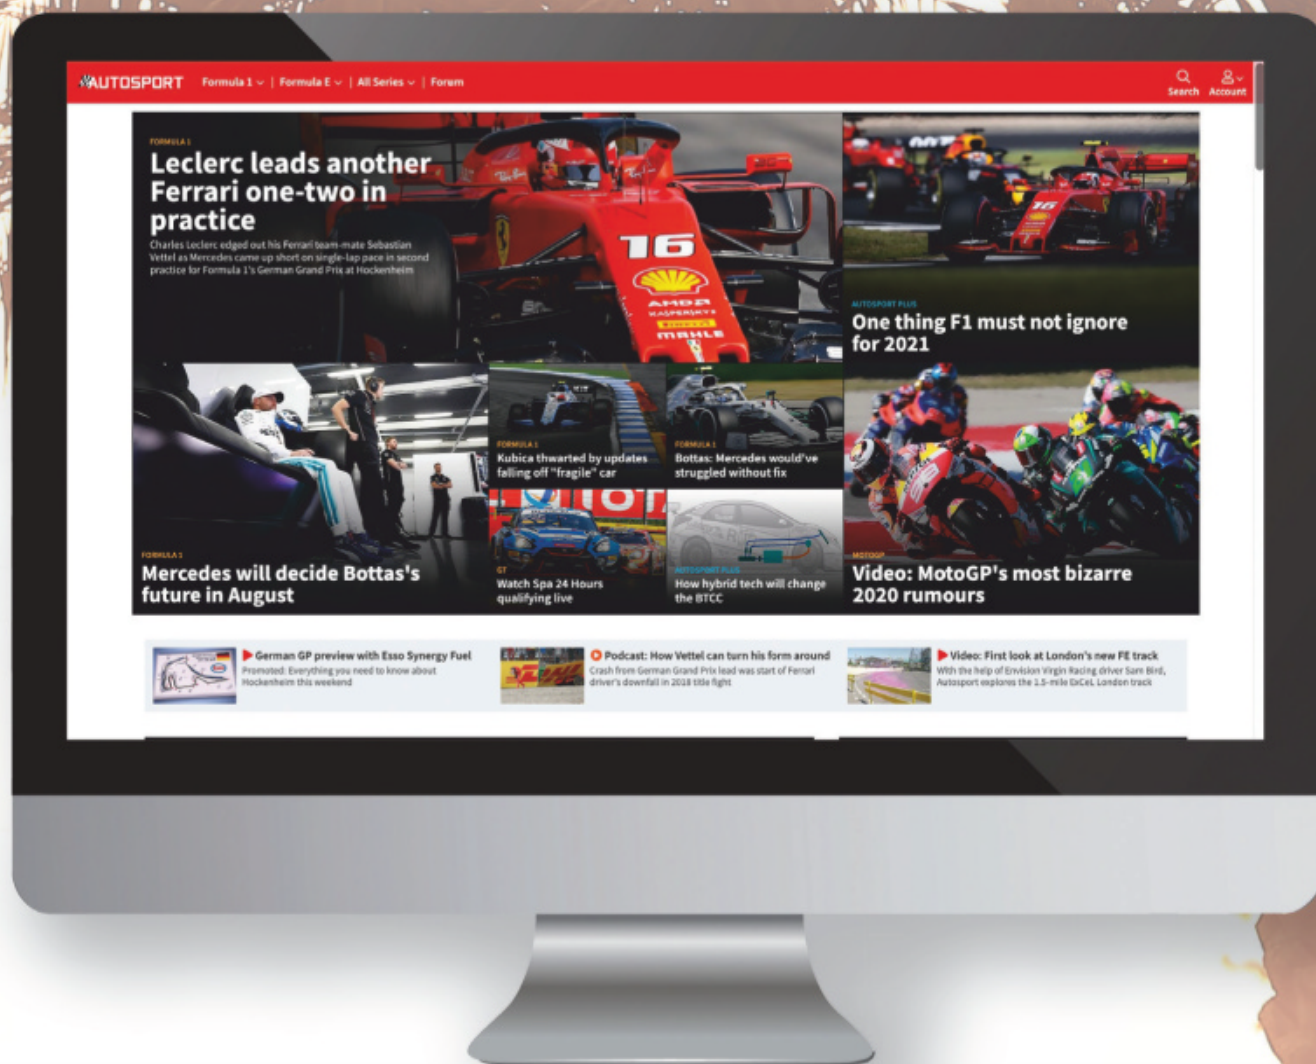 AUTOSPORT Formula 1 | Formula E | All Series | Forum
Search Account
FORMULA 1
Leclerc leads another
Ferrari one-two in
practice
Charles Leclerc edged out his Ferrari team-mate Sebastian
Vettel as Mercedes came up short on single-lap pace in second
practice for Formula 1's German Grand Prix at Hockenheim
16
AMD
KASPERSKY
PIRELLI
MAHLE
16
AUTOSPORT PLUS
One thing F1 must not ignore
for 2021
FORMULA 1
Mercedes will decide Bottas's
future in August
FORMULA 1
Kubica thwarted by updates
falling off "fragile" car
FORMULA 1
Bottas: Mercedes would've
struggled without fix
GT
Watch Spa 24 Hours
qualifying live
AUTOSPORT PLUS
How hybrid tech will change
the BTCC
93
MOTOGP
Video: MotoGP's most bizarre
2020 rumours
German GP preview with Esso Synergy Fuel
Promoted: Everything you need to know about
Hockenheim this weekend
Podcast: How Vettel can turn his form around
Crash from German Grand Prix lead was start of Ferrari
driver's downfall in 2018 title fight
Video: First look at London's new FE track
With the help of Envision Virgin Racing driver Sam Bird,
Autosport explores the 1.5-mile ExCeL London track